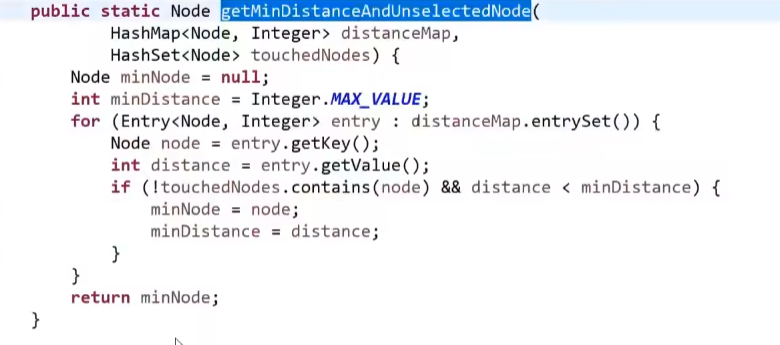 public static Node getMinDistanceAndUnselectedNode(
HashMap<Node, Integer> distanceMap,
HashSet<Node> touchedNodes) {
Node minNode = null;
int minDistance = Integer.MAX_VALUE;
for (Entry<Node, Integer> entry : distanceMap.entrySet()) {
Node node = entry.getKey();
int distance = entry.getValue();
if (!touchedNodes.contains(node) && distance < minDistance) {
minNode = node;
minDistance = distance;
}
}
return minNode;
}